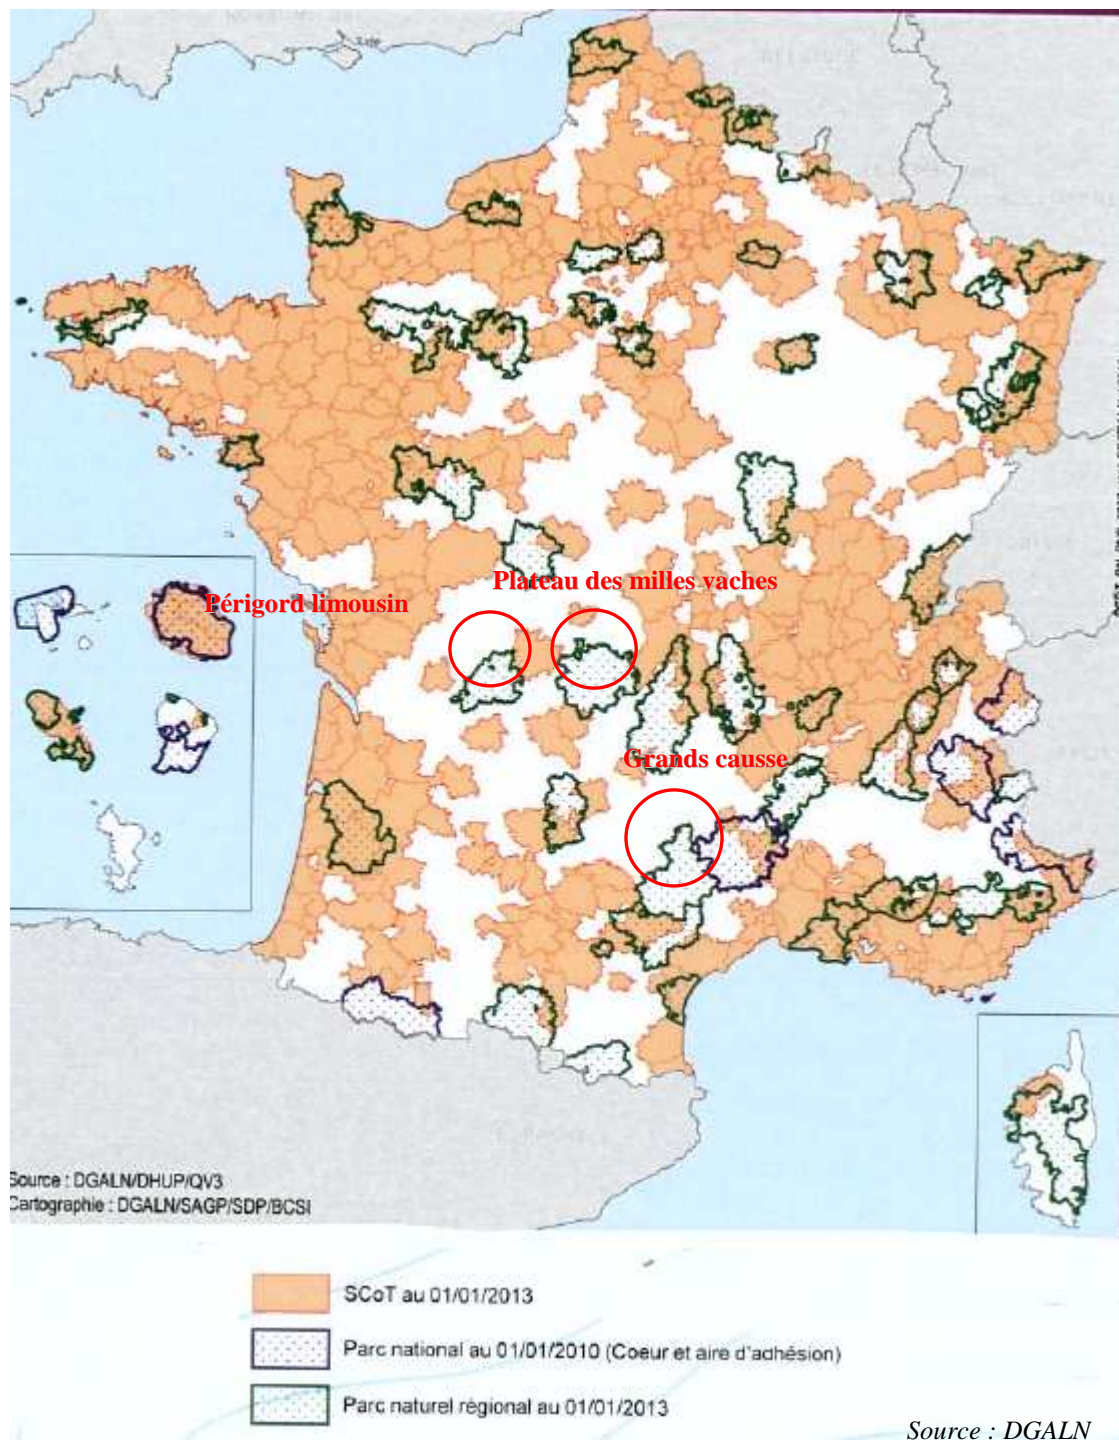 Plateau des milles vaches
Périgord limousin
Grands causse
Source : DGALN/DHUP/QV3
Cartographie : DGALN/SAGP/SDP/BCSI
SCoT au 01/01/2013
Parc national au 01/01/2010 (Coeur et aire d'adhésion)
Parc naturel régional au 01/01/2013
Source : DGALN